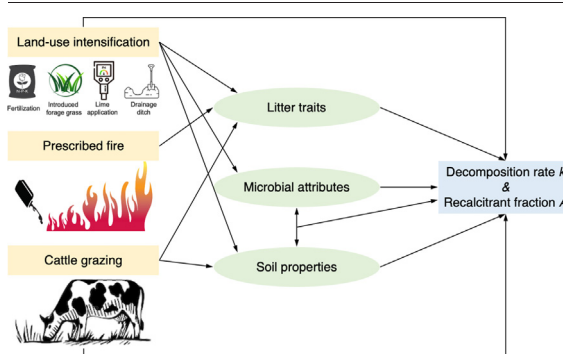 Land-use intensification
Fertilization
Introduced
forage grass
Lime
application
Drainage
ditch
Litter traits
Prescribed fire
Microbial attributes
Decomposition rate k
&
Recalcitrant fraction A
Cattle grazing
Soil properties